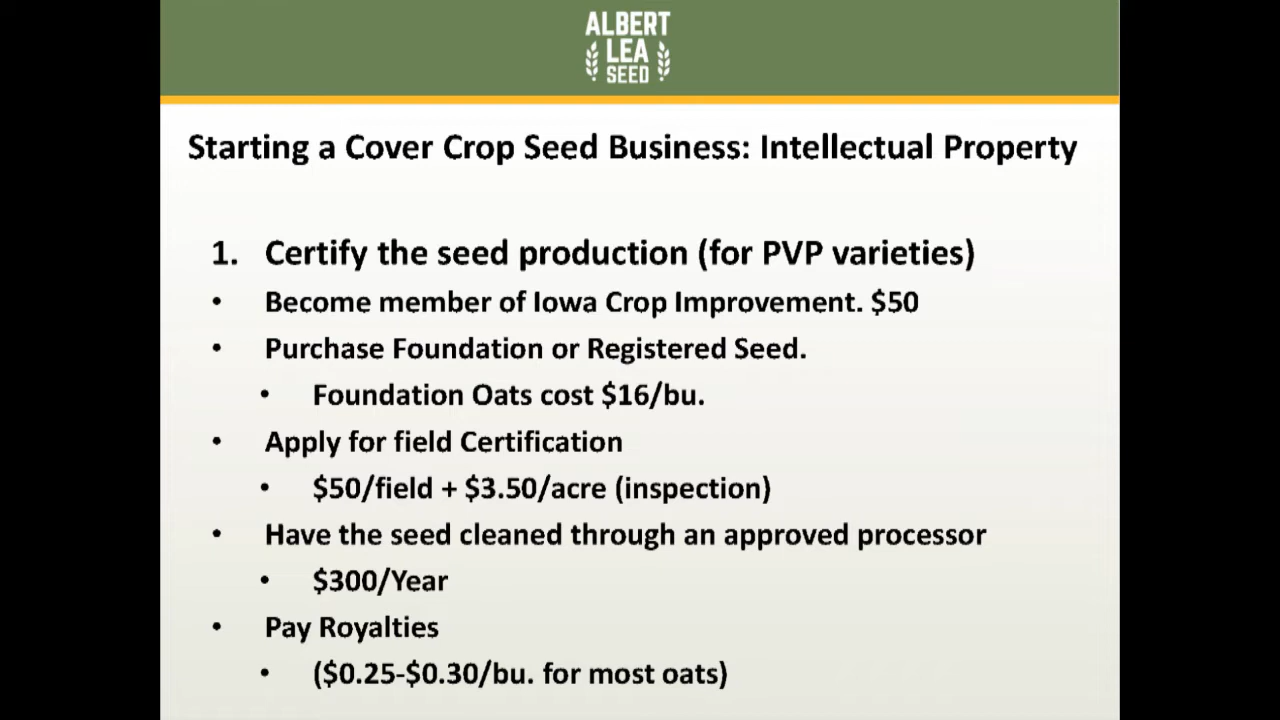 ALBERT
LEA
SEED
Starting a Cover Crop Seed Business: Intellectual Property
1. Certify the seed production (for PVP varieties)
• Become member of Iowa Crop Improvement. $50
• Purchase Foundation or Registered Seed.
• Foundation Oats cost $16/bu.
• Apply for field Certification
• $50/field + $3.50/acre (inspection)
• Have the seed cleaned through an approved processor
• $300/Year
• Pay Royalties
• ($0.25-$0.30/bu. for most oats)